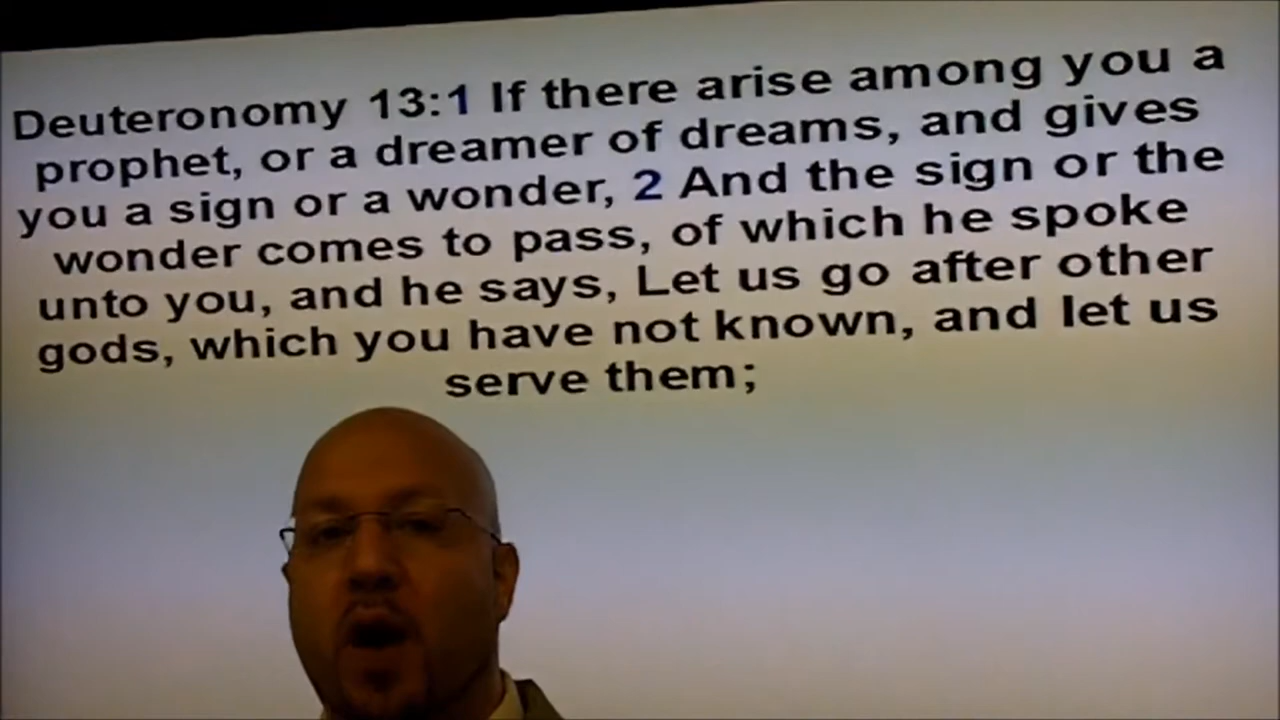 Deuteronomy 13:1 If there arise among you a
prophet, or a dreamer of dreams, and gives
you a sign or a wonder, 2 And the sign or the
wonder comes to pass, of which he spoke
unto you, and he says, Let us go after other
gods, which you have not known, and let us
serve them;